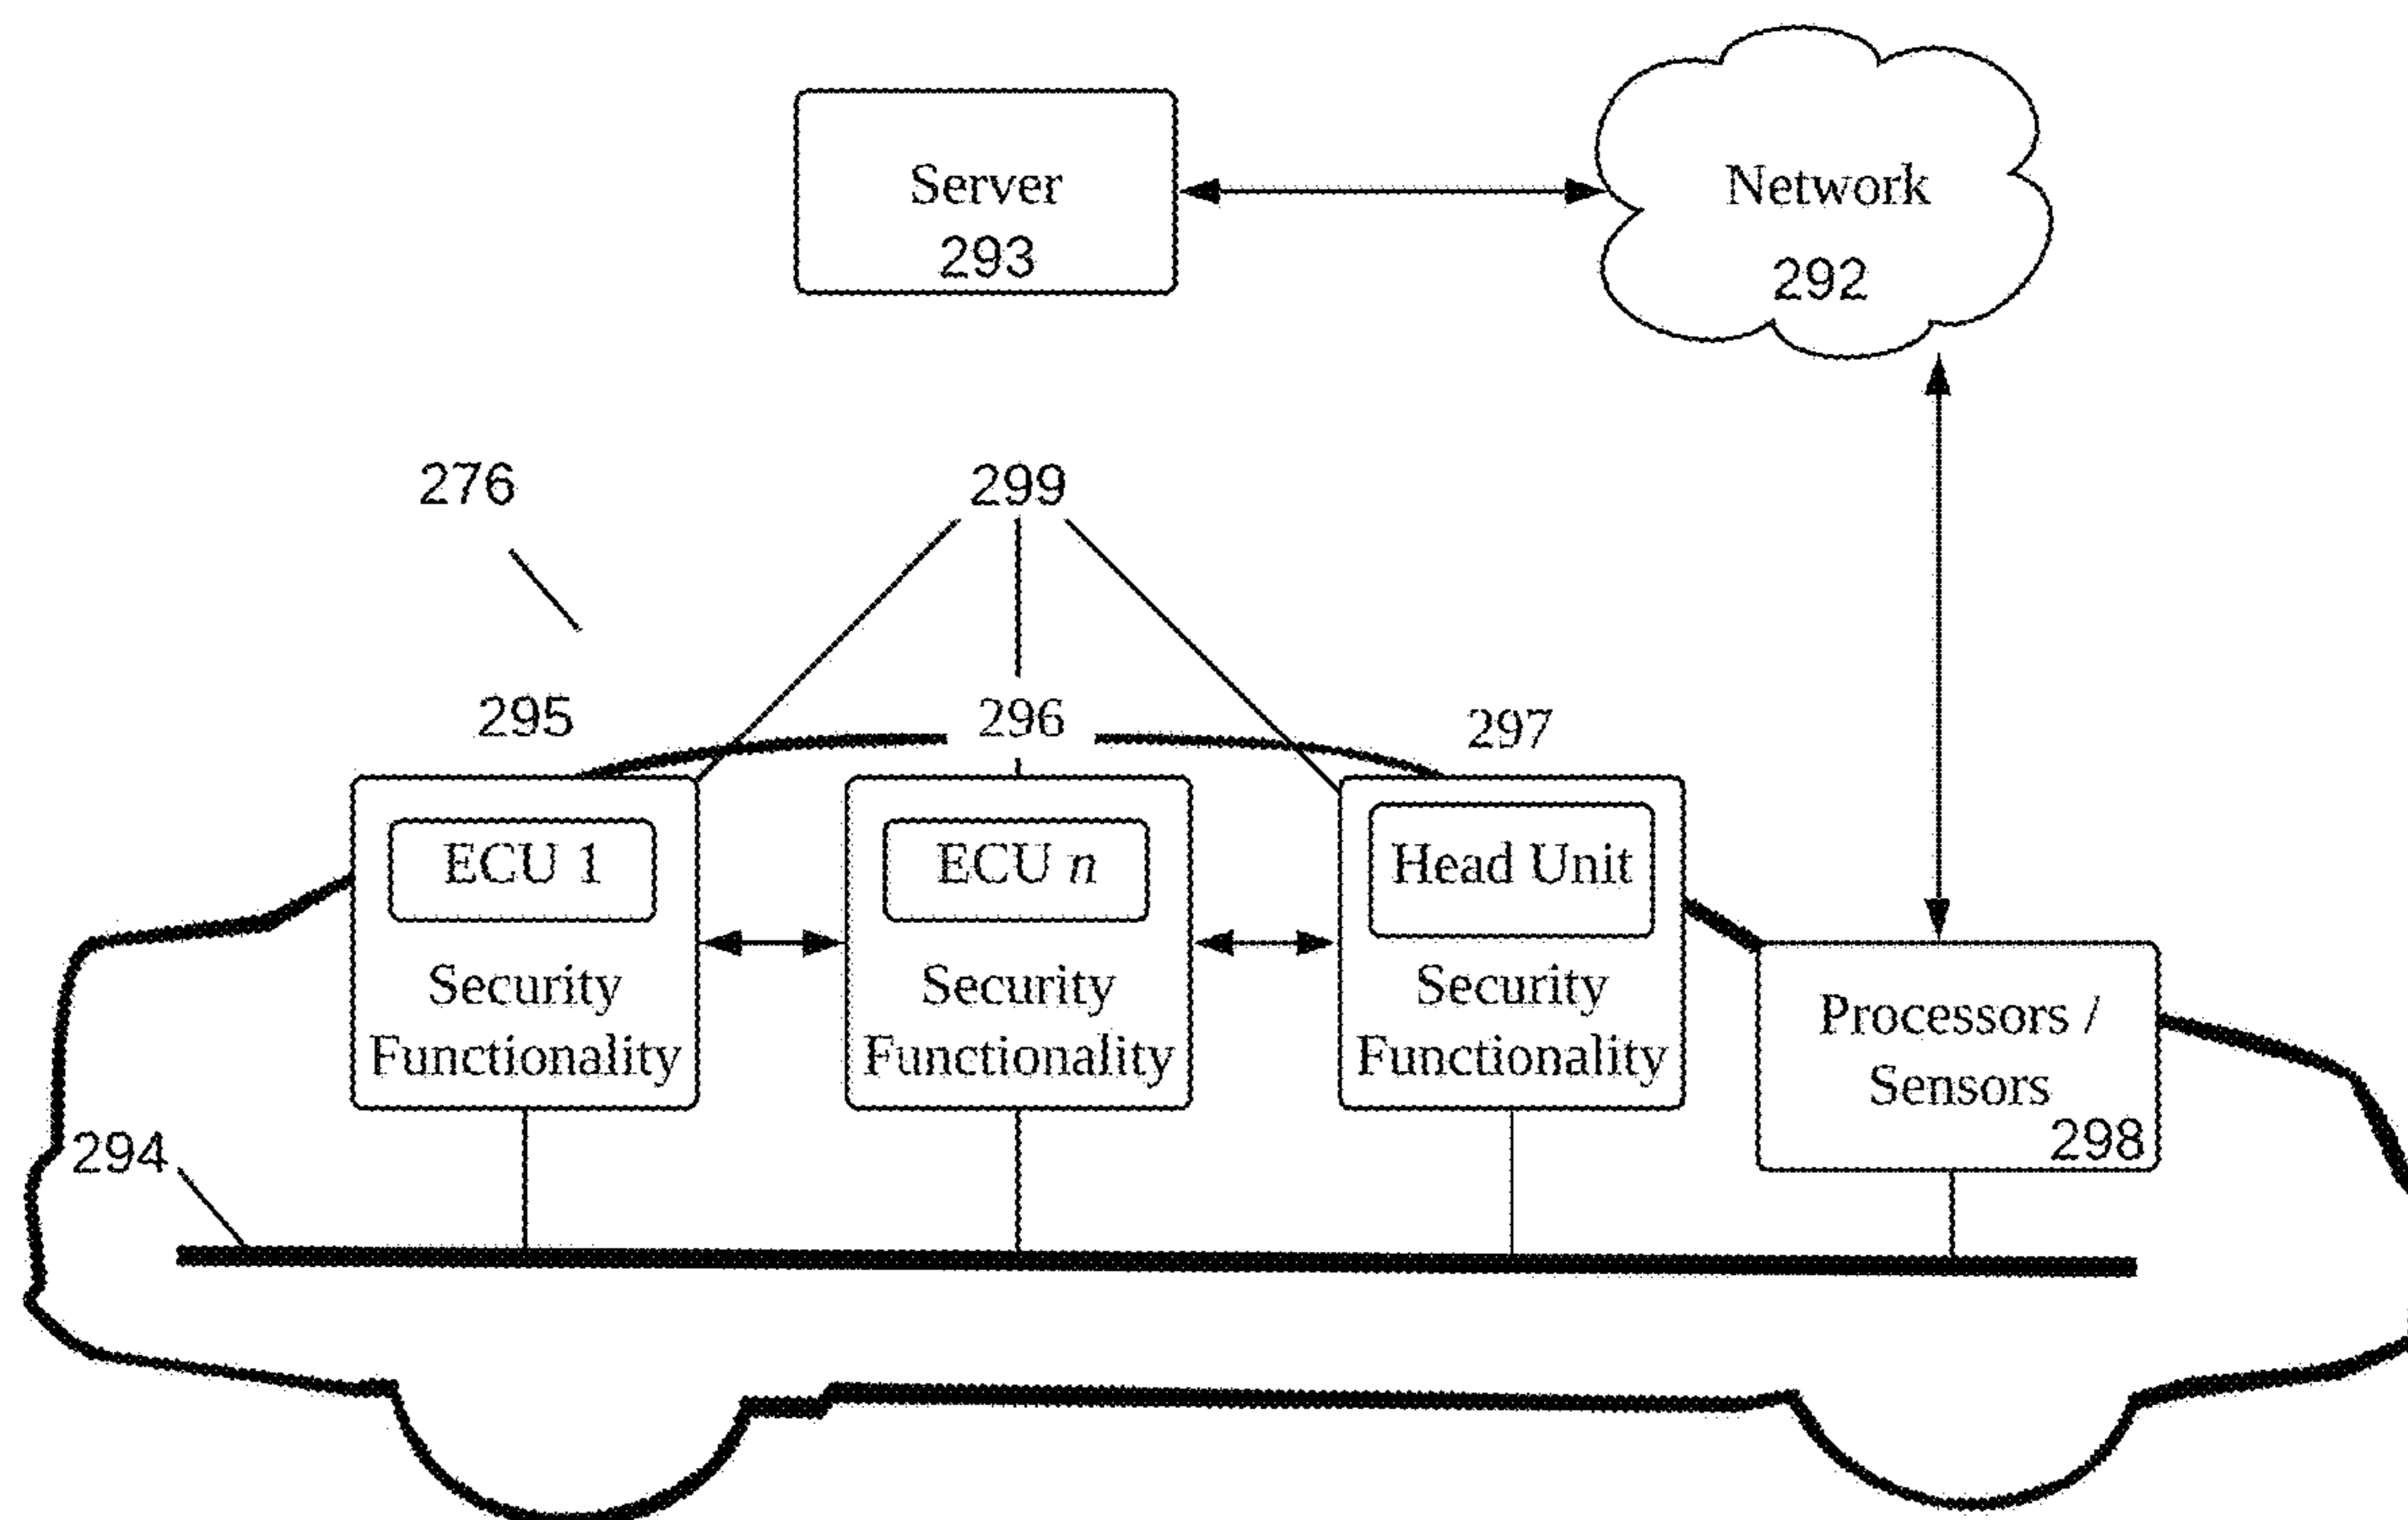 Server
293
Network
292
276
299
295
296
297
ECU 1
Security
Functionality
ECU n
Security
Functionality
Head Unit
Security
Functionality
Processors /
Sensors
298
294